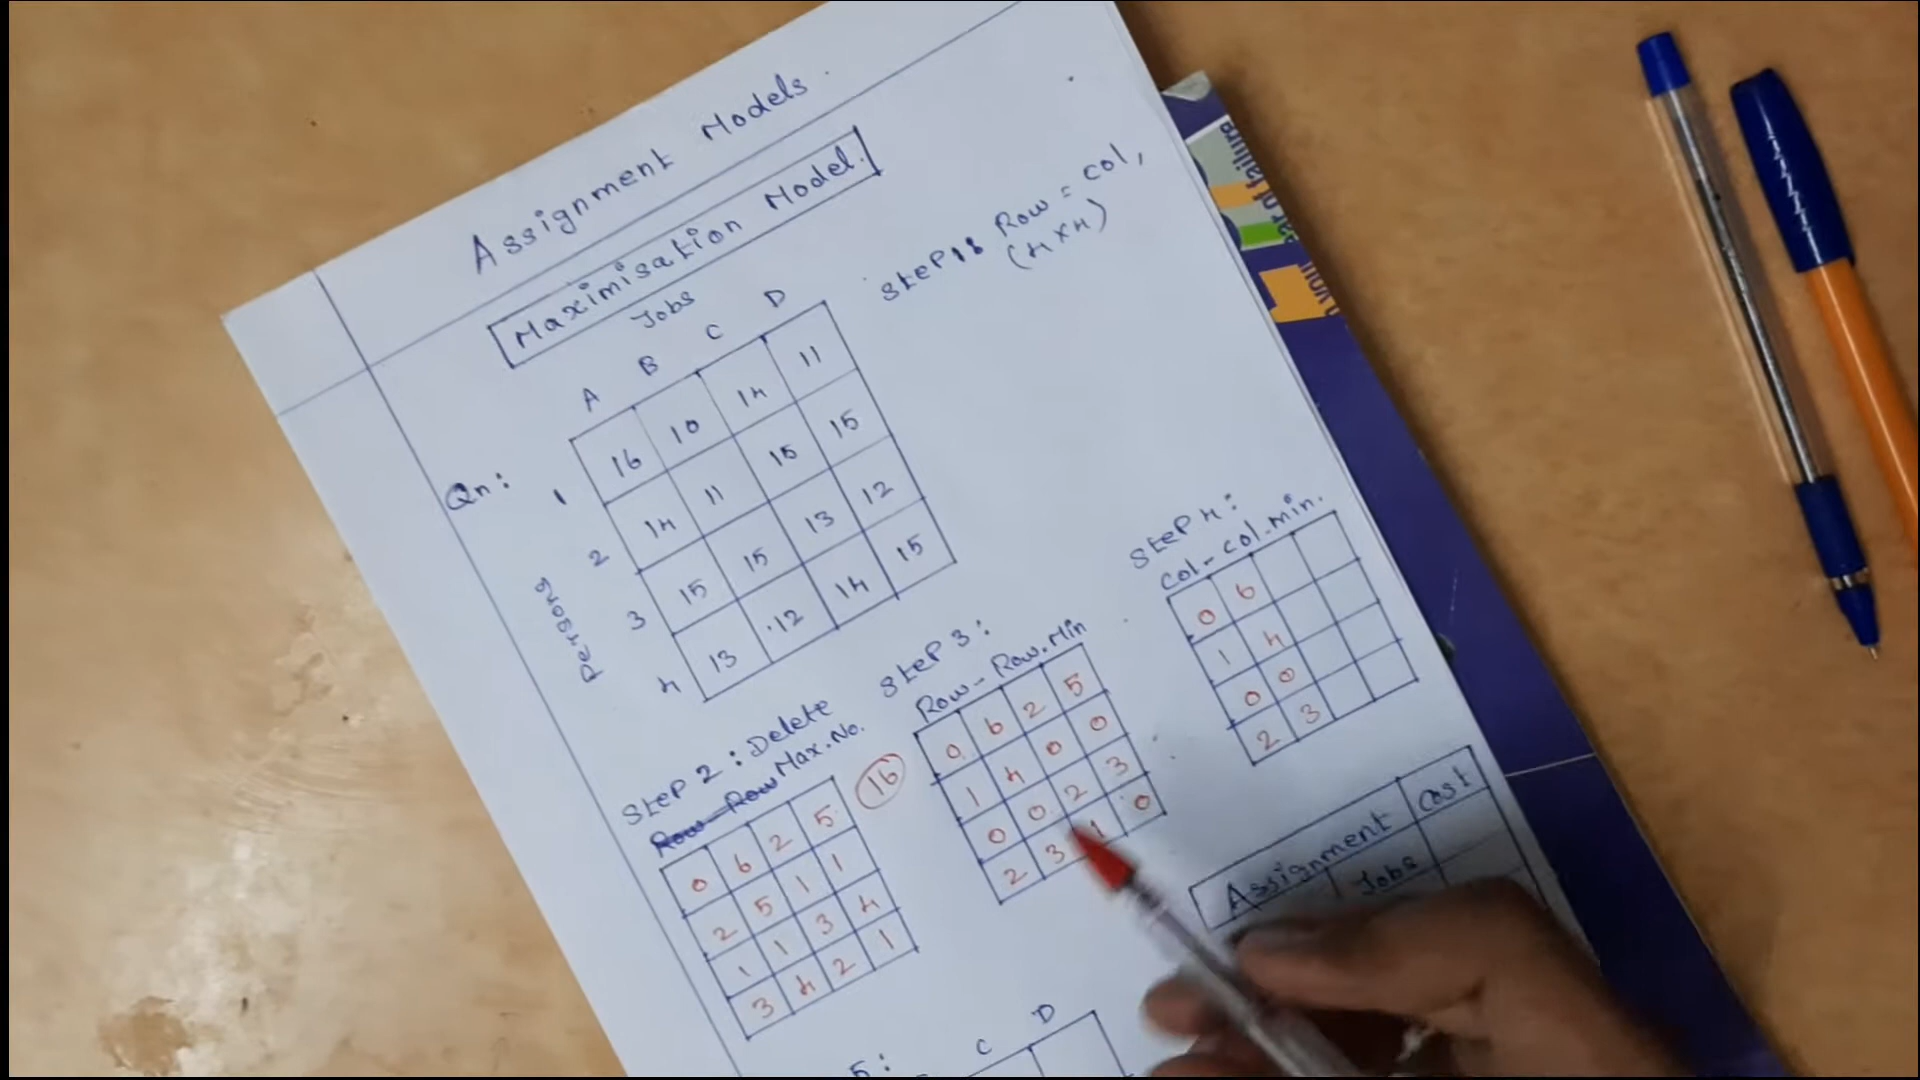 Assignment Models.
Maximisation Model.
Jobs
A B C D
Qn:
Persons
1 16 10 14 11
2 14 11 15 15
3 15 15 13 12
4 13 12 14 15
Step 1: Row = Col,
(4x4)
Step 2: Delete
Row - Row Max. No.
16
0 6 2 5
2 5 1 1
1 1 3 4
3 4 2 1
Step 3:
Row - Row. Min
0 6 2 5
1 4 0 0
0 0 2 3
2 3 1 0
Step 4:
Col - Col. min.
0 6
1 4
0 0
2 3
Assignment Cost
Jobs
5:
C D